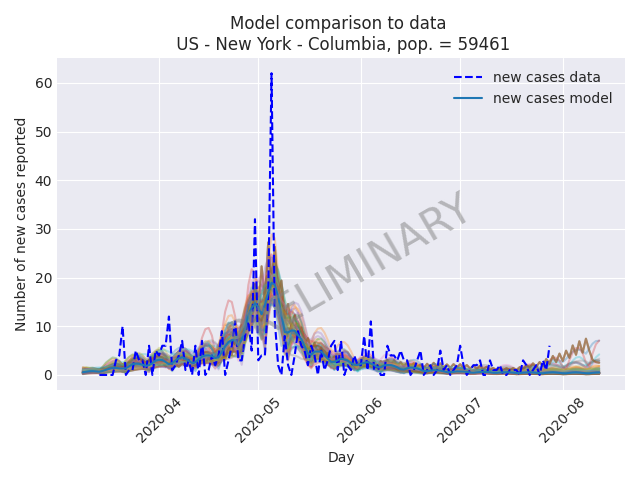 Model comparison to data
US - New York - Columbia, pop. = 59461
new cases data
new cases model
Number of new cases reported
60
50
40
30
20
10
0
2020-04
2020-05
2020-06
2020-07
2020-08
Day